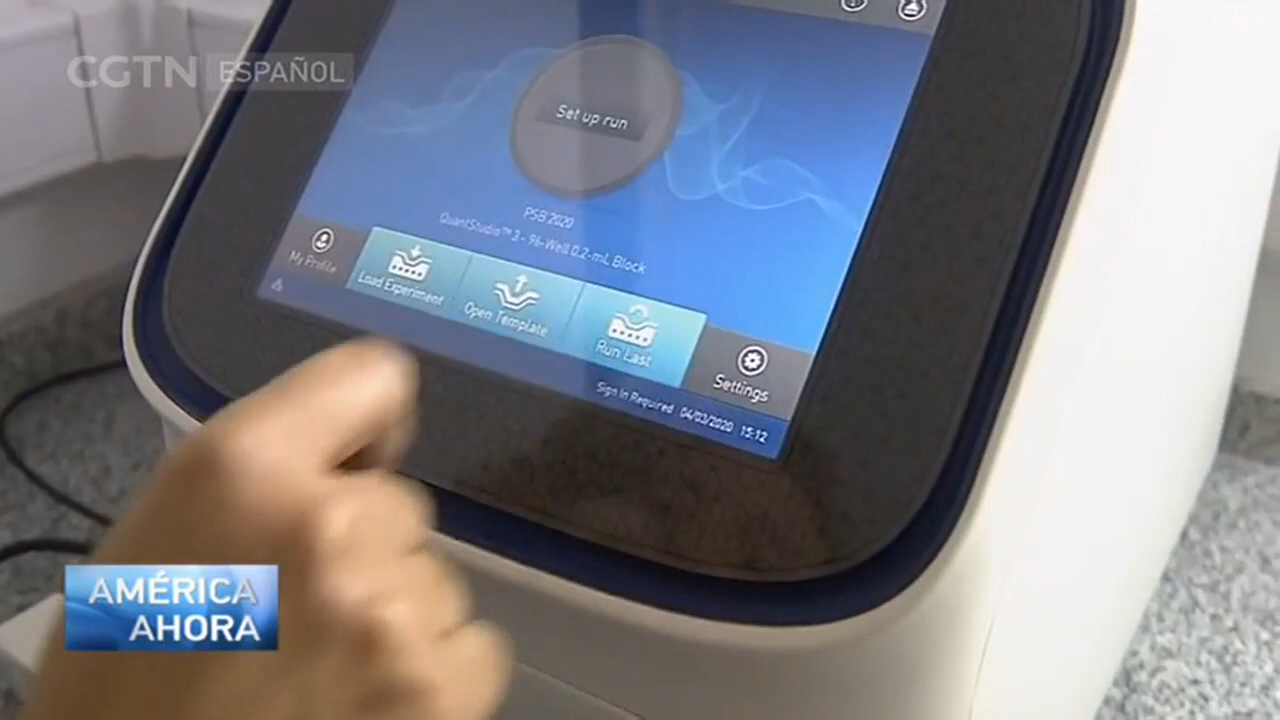 CGTN ESPAÑOL
Set up run
PSB 2020
QuantStudio™ 3 - 96-Well 0.2-mL Block
My Profile
Load Experiment
Open Template
Run Last
Settings
Sign In Required 04/03/2020 15:12
AMÉRICA
AHORA